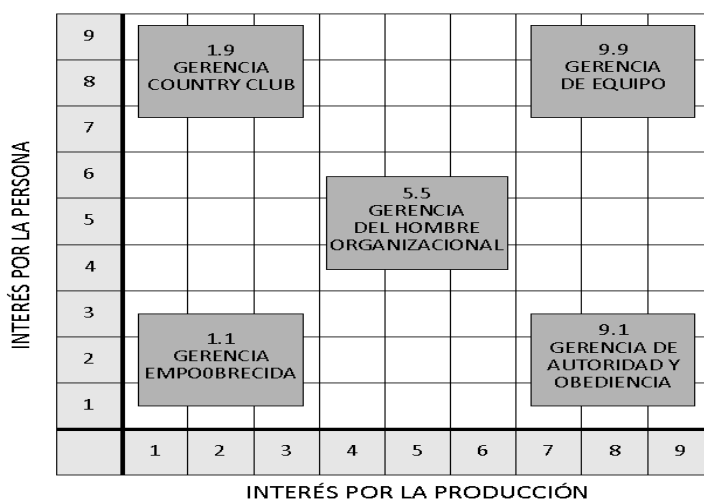 INTERÉS POR LA PERSONA
9
8
7
6
5
4
3
2
1
1.9
GERENCIA
COUNTRY CLUB
9.9
GERENCIA
DE EQUIPO
5.5
GERENCIA
DEL HOMBRE
ORGANIZACIONAL
1.1
GERENCIA
EMPO0BRECIDA
9.1
GERENCIA DE
AUTORIDAD Y
OBEDIENCIA
1 2 3 4 5 6 7 8 9
INTERÉS POR LA PRODUCCIÓN